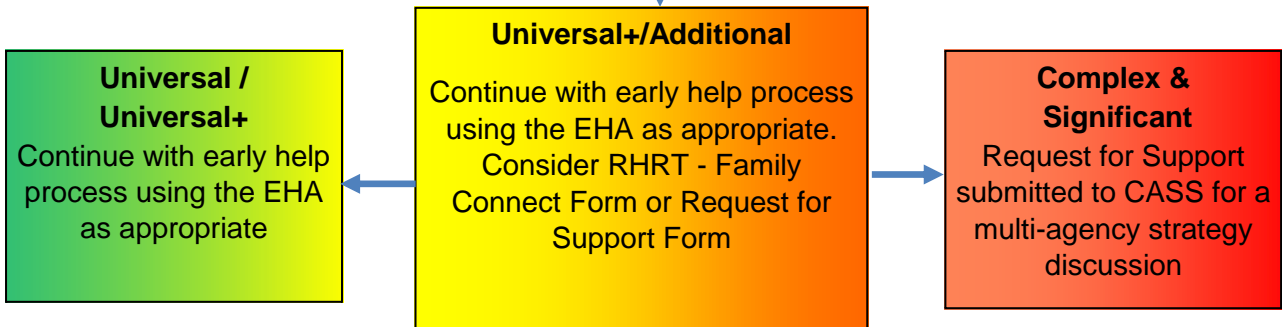 Universal /
Universal+
Continue with early help
process using the EHA
as appropriate
Universal+/Additional
Continue with early help process
using the EHA as appropriate.
Consider RHRT - Family
Connect Form or Request for
Support Form
Complex &
Significant
Request for Support
submitted to CASS for a
multi-agency strategy
discussion